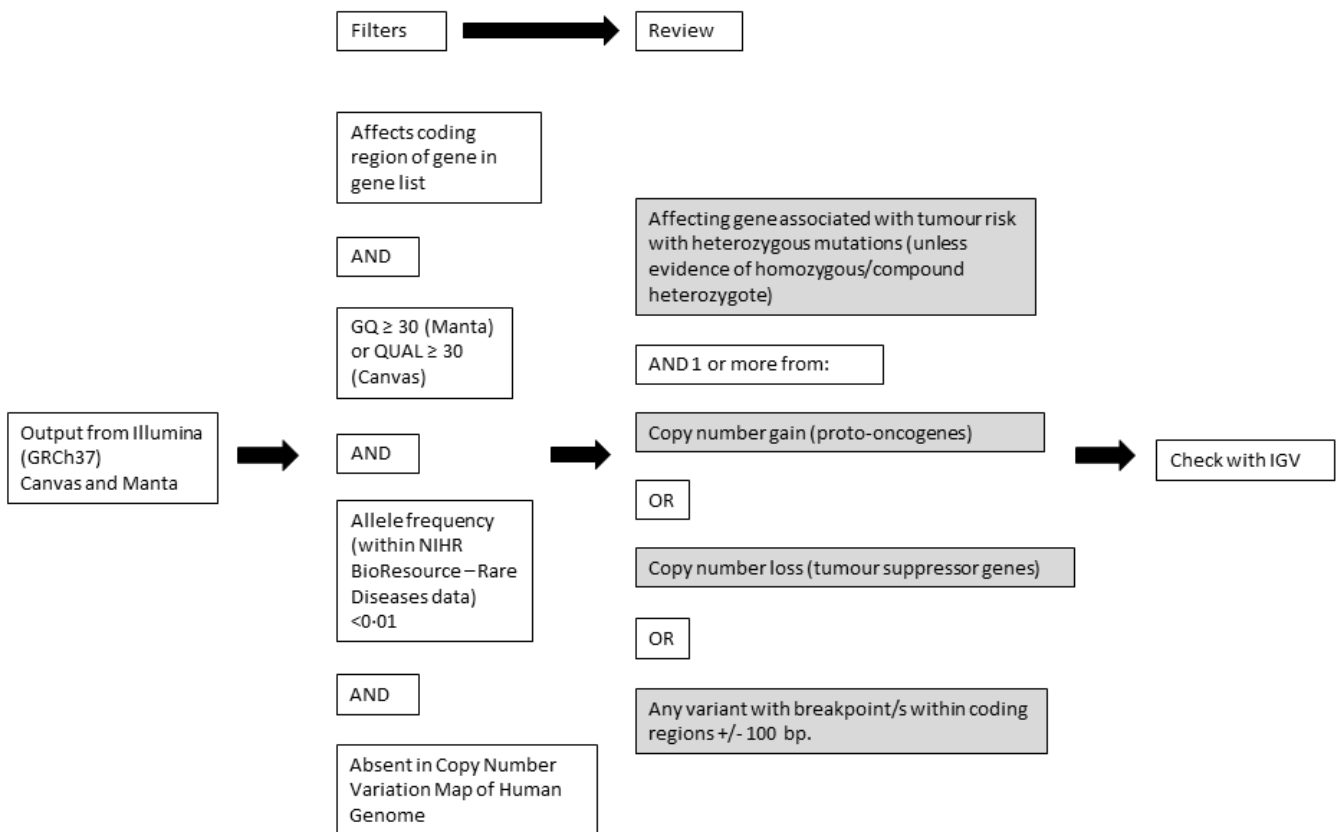 Filters
Review
Output from Illumina
(GRCh37)
Canvas and Manta
Affects coding
region of gene in
gene list
AND
GQ ≥ 30 (Manta)
or QUAL ≥ 30
(Canvas)
AND
Allele frequency
(within NIHR
BioResource – Rare
Diseases data)
<0·01
AND
Absent in Copy Number
Variation Map of Human
Genome
Affecting gene associated with tumour risk
with heterozygous mutations (unless
evidence of homozygous/compound
heterozygote)
AND 1 or more from:
Copy number gain (proto-oncogenes)
OR
Copy number loss (tumour suppressor genes)
OR
Any variant with breakpoint/s within coding
regions +/- 100 bp.
Check with IGV